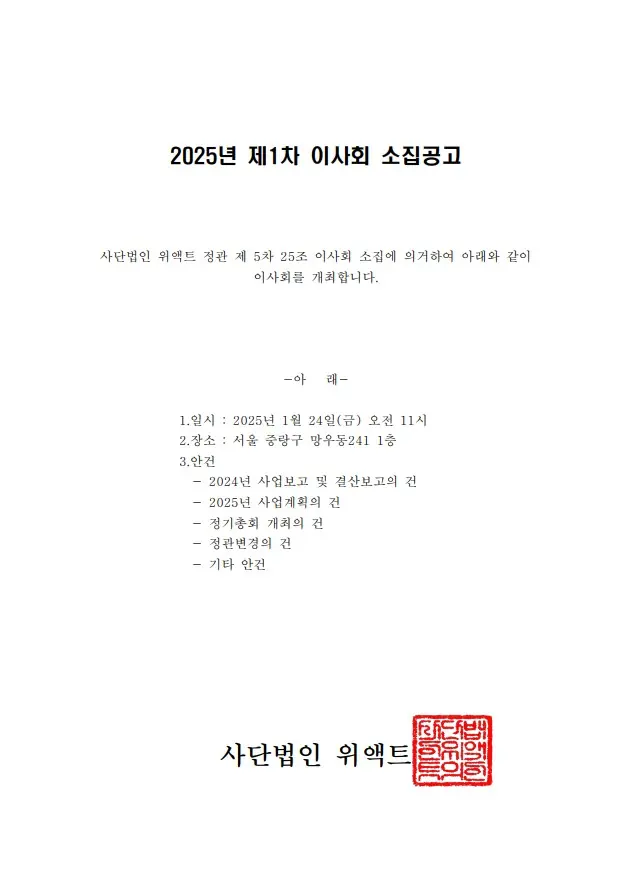 2025년 제1차 이사회 소집공고
사단법인 위액트 정관 제 5차 25조 이사회 소집에 의거하여 아래와 같이
이사회를 개최합니다.
-아 래-
1.일시 : 2025년 1월 24일(금) 오전 11시
2.장소 : 서울 중랑구 망우동241 1층
3.안건
- 2024년 사업보고 및 결산보고의 건
- 2025년 사업계획의 건
- 정기총회 개최의 건
- 정관변경의 건
- 기타 안건
사단법인 위액트